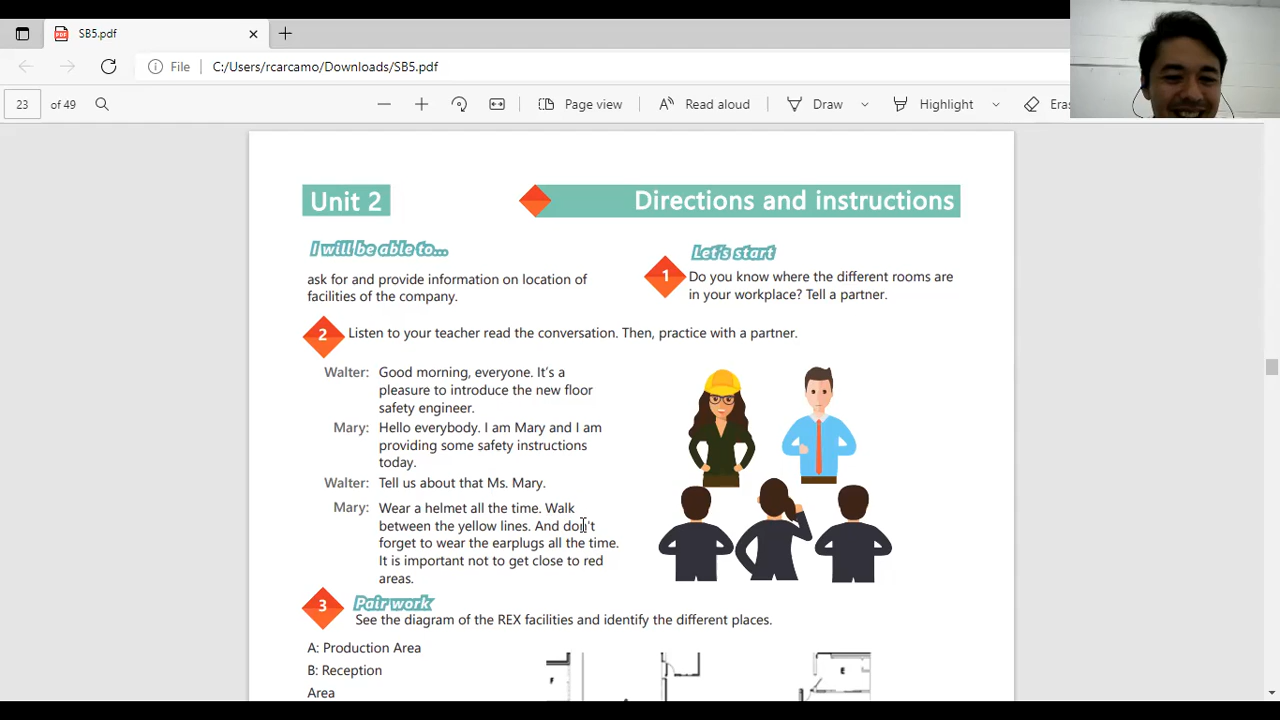 SB5.pdf
File C:/Users/rcarcamo/Downloads/SB5.pdf
23 of 49 Page view Read aloud Draw Highlight
Unit 2
Directions and instructions
I will be able to...
ask for and provide information on location of
facilities of the company.
Let's start
1 Do you know where the different rooms are
in your workplace? Tell a partner.
2 Listen to your teacher read the conversation. Then, practice with a partner.
Walter: Good morning, everyone. It's a
pleasure to introduce the new floor
safety engineer.
Mary: Hello everybody. I am Mary and I am
providing some safety instructions
today.
Walter: Tell us about that Ms. Mary.
Mary: Wear a helmet all the time. Walk
between the yellow lines. And don't
forget to wear the earplugs all the time.
It is important not to get close to red
areas.
3 Pair work
See the diagram of the REX facilities and identify the different places.
A: Production Area
B: Reception
Area
F
E